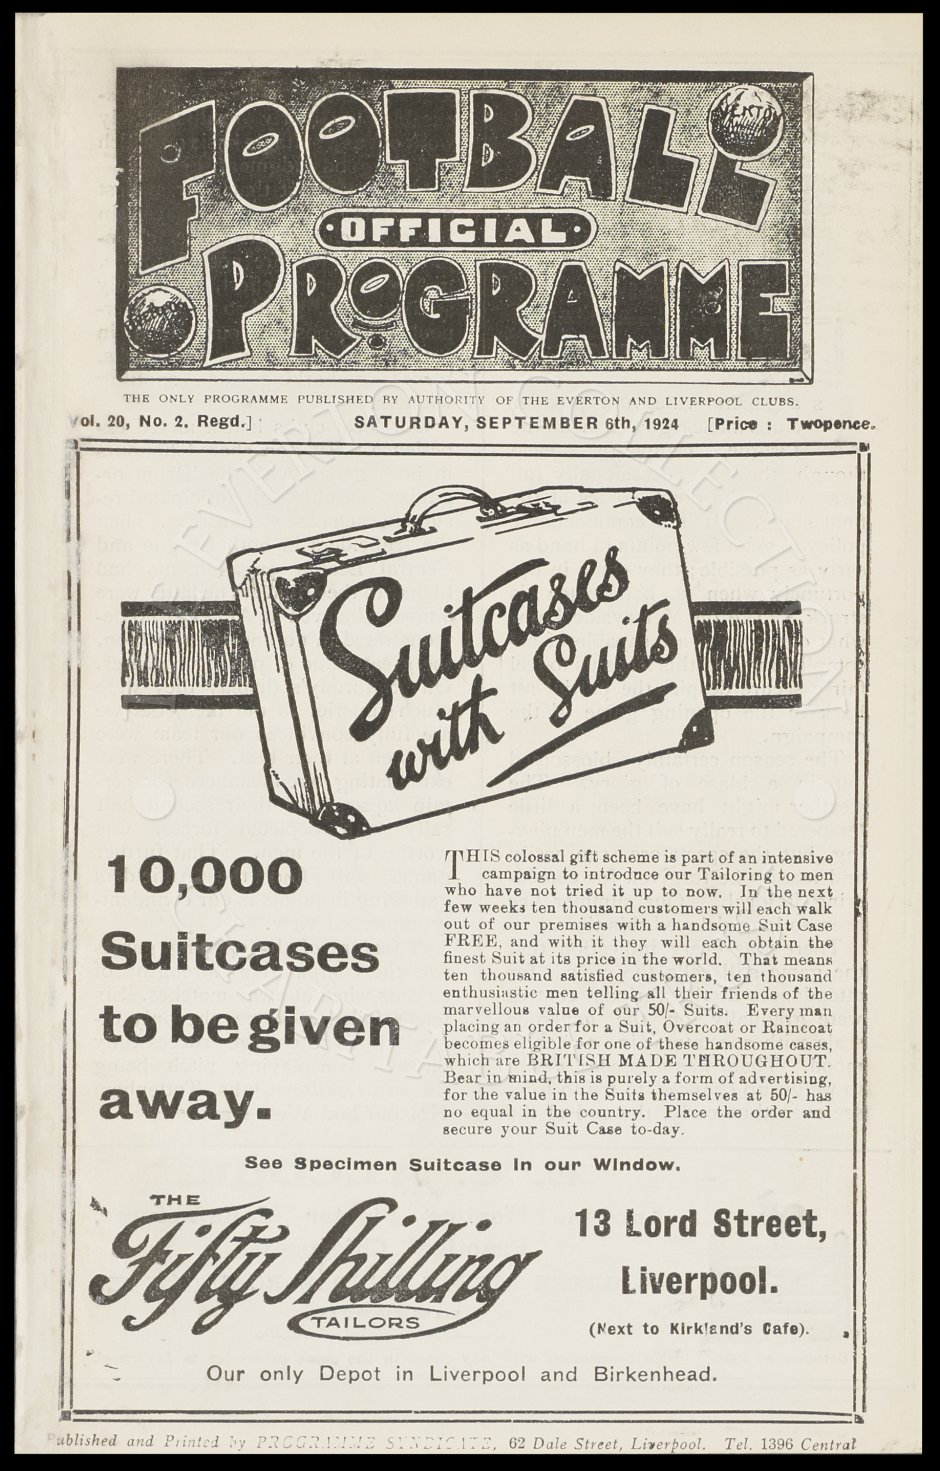 FOOTBALL
EVERTON
·OFFICIAL·
PROGRAMME
THE ONLY PROGRAMME PUBLISHED BY AUTHORITY OF THE EVERTON AND LIVERPOOL CLUBS.
Vol. 20, No. 2. Regd.] SATURDAY, SEPTEMBER 6th, 1924 [Price : Twopence.
Suitcases
with Suits
10,000
Suitcases
to be given
away.
THIS colossal gift scheme is part of an intensive
campaign to introduce our Tailoring to men
who have not tried it up to now. In the next
few weeks ten thousand customers will each walk
out of our premises with a handsome Suit Case
FREE, and with it they will each obtain the
finest Suit at its price in the world. That means
ten thousand satisfied customers, ten thousand
enthusiastic men telling all their friends of the
marvellous value of our 50/- Suits. Every man
placing an order for a Suit, Overcoat or Raincoat
becomes eligible for one of these handsome cases,
which are BRITISH MADE THROUGHOUT.
Bear in mind, this is purely a form of advertising,
for the value in the Suits themselves at 50/- has
no equal in the country. Place the order and
secure your Suit Case to-day.
See Specimen Suitcase in our Window.
THE
Fifty Shilling
TAILORS
13 Lord Street,
Liverpool.
(Next to Kirkland's Cafe).
Our only Depot in Liverpool and Birkenhead.
Published and Printed by PROGRAMME SYNDICATE, 62 Dale Street, Liverpool. Tel. 1396 Central
EVERTON COLLECTION
CHARITABLE